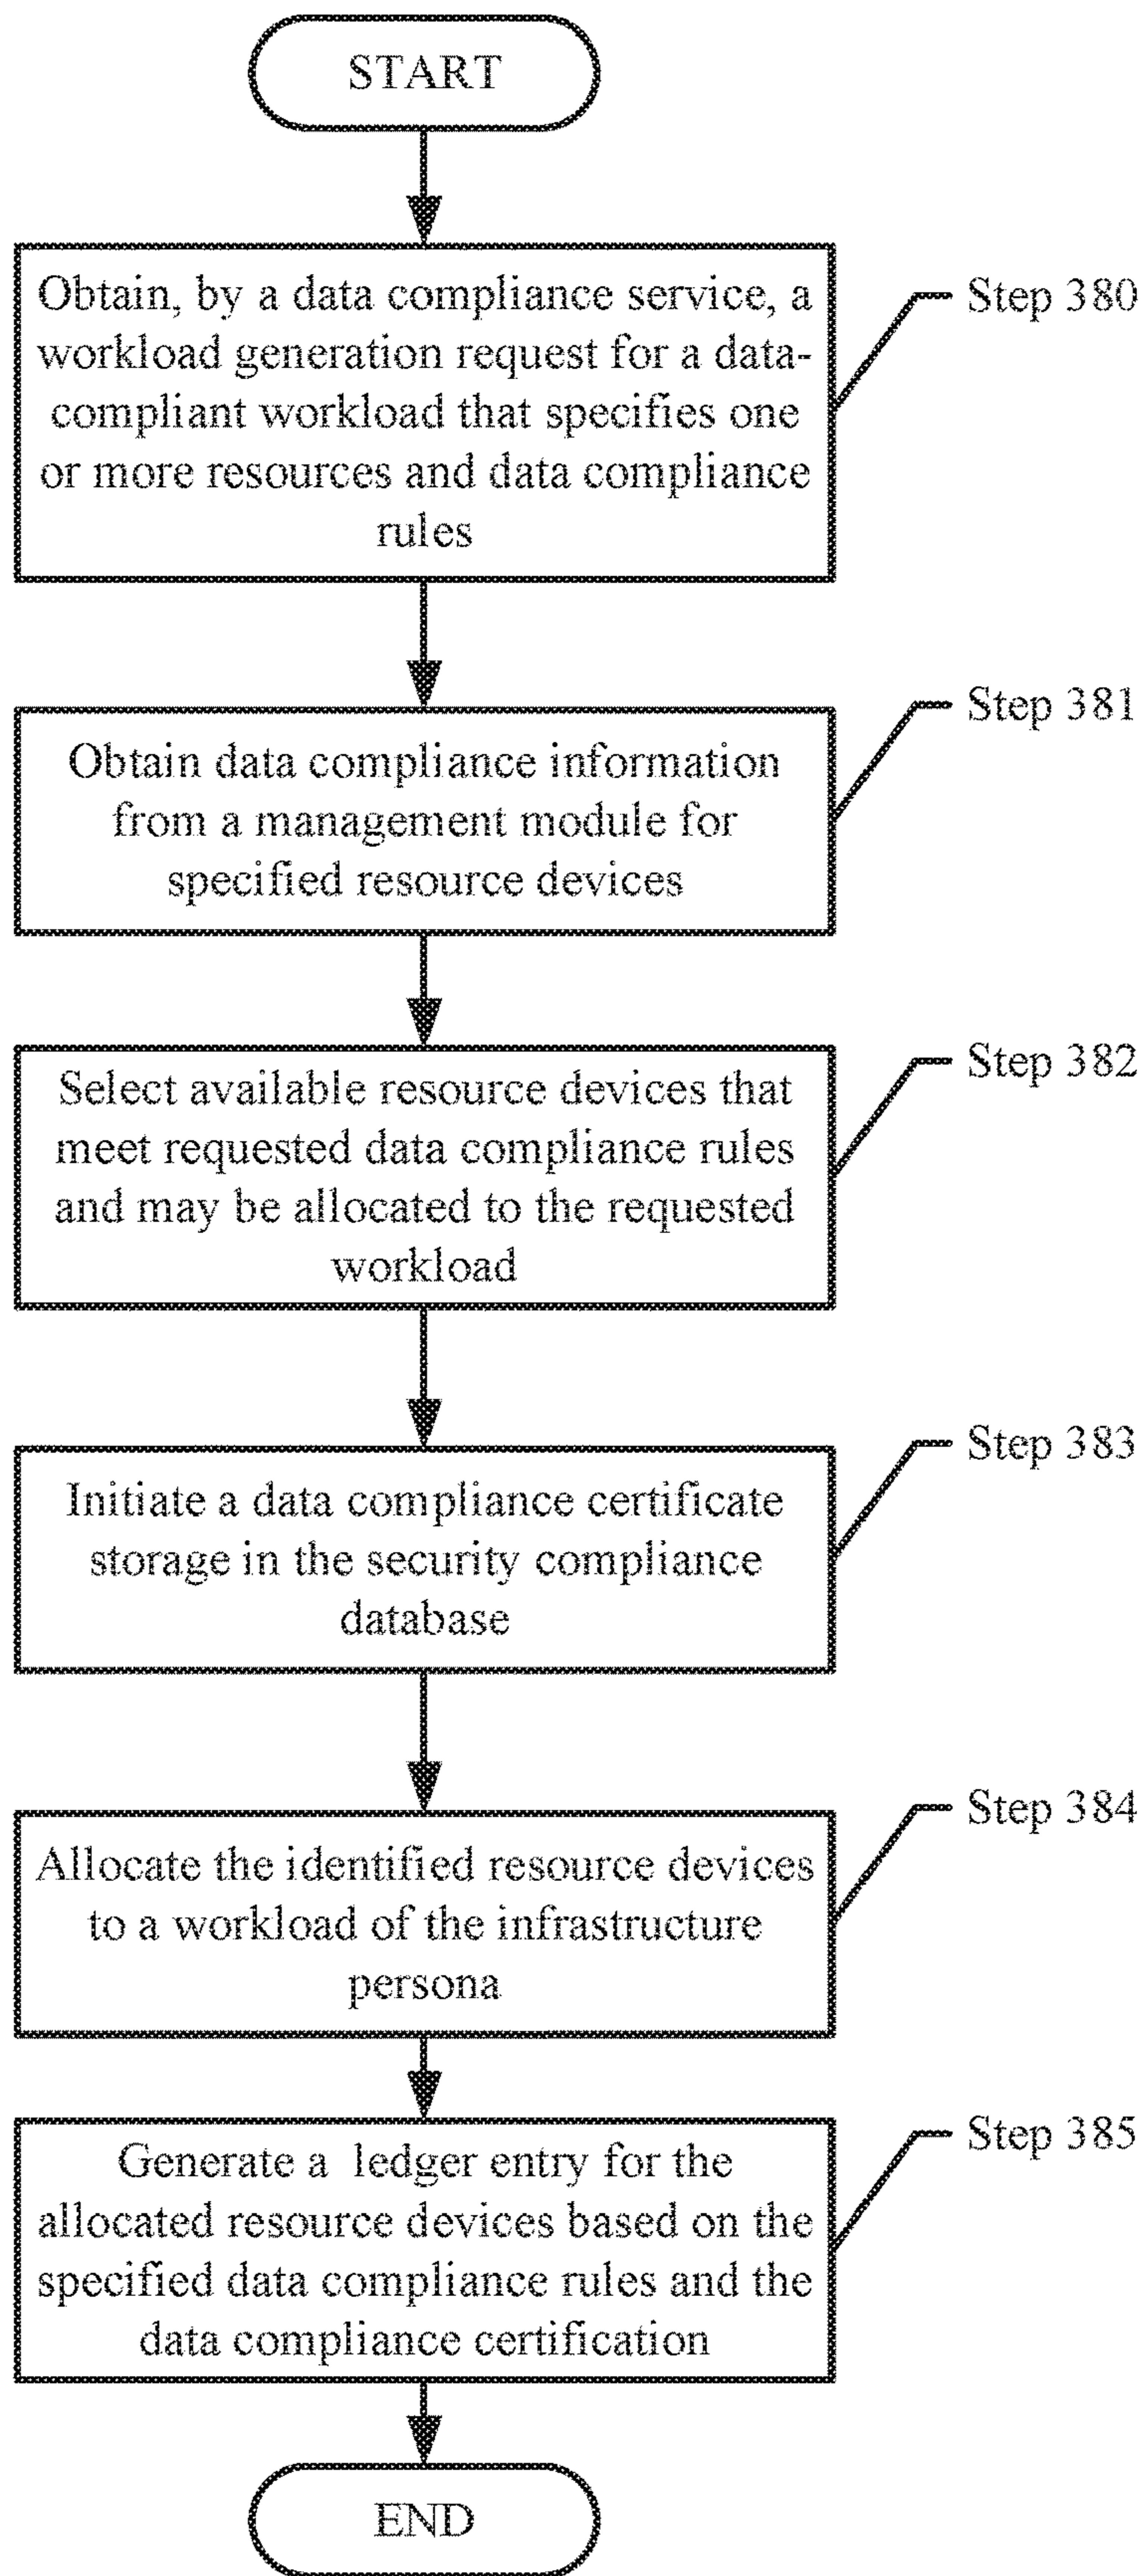 START
Obtain, by a data compliance service, a
workload generation request for a data-
compliant workload that specifies one
or more resources and data compliance
rules
Step 380
Obtain data compliance information
from a management module for
specified resource devices
Step 381
Select available resource devices that
meet requested data compliance rules
and may be allocated to the requested
workload
Step 382
Initiate a data compliance certificate
storage in the security compliance
database
Step 383
Allocate the identified resource devices
to a workload of the infrastructure
persona
Step 384
Generate a ledger entry for the
allocated resource devices based on the
specified data compliance rules and the
data compliance certification
Step 385
END